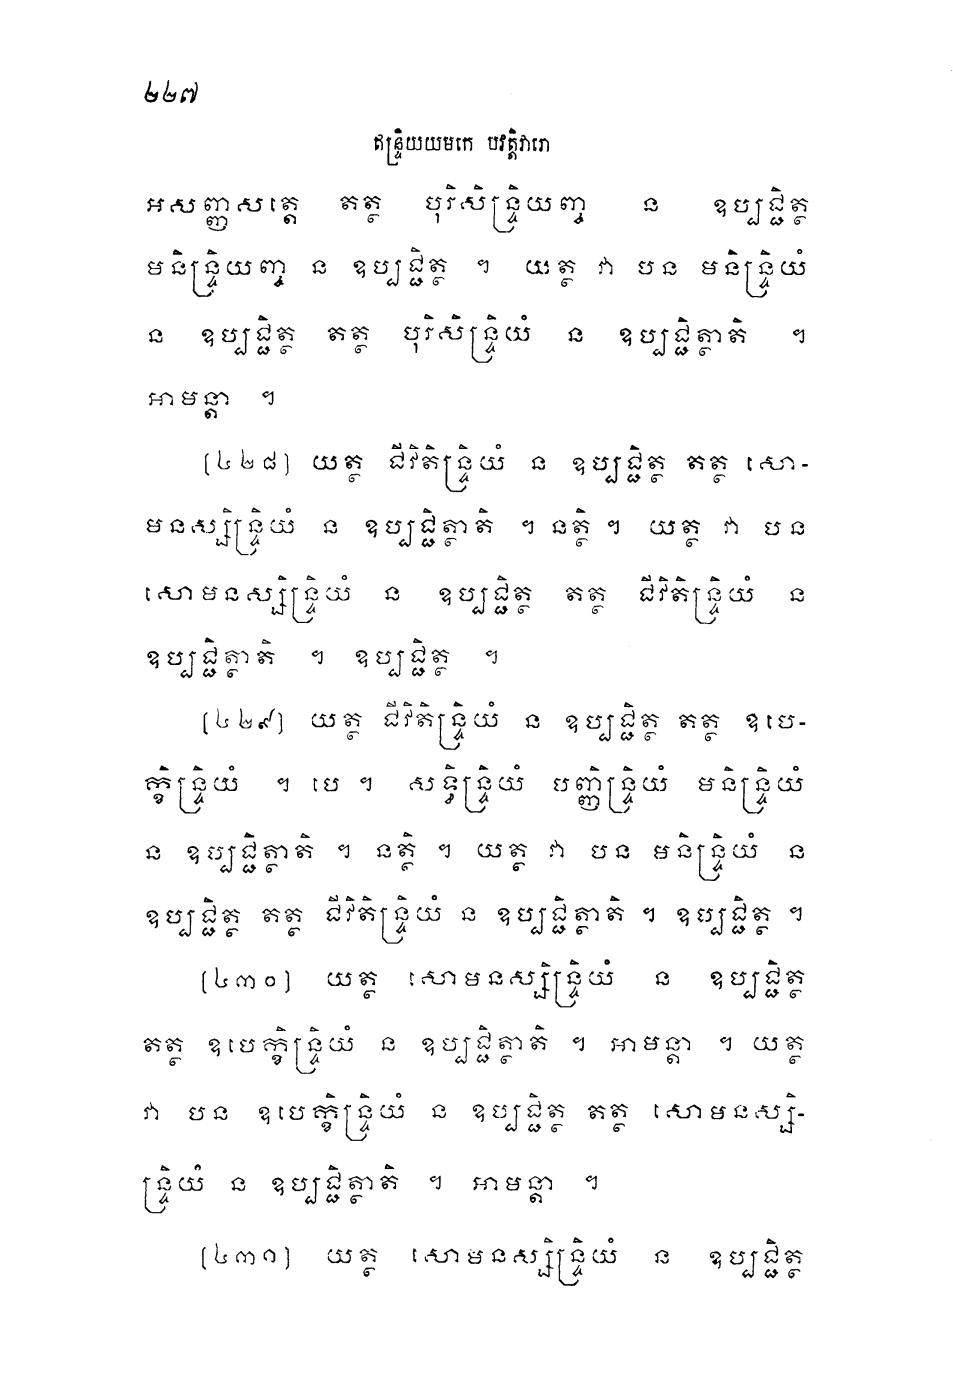 ២២៧
ឥន្ទ្រិយយមកេ បវត្តិវារោ
អសញ្ញសត្តេ តត្ថ បុរិសិន្ទ្រិយញ្ច ន ឧប្បជ្ជិត្ថ
មនិន្ទ្រិយញ្ច ន ឧប្បជ្ជិត្ថ ។ យត្ថ វា បន មនិន្ទ្រិយំ
ន ឧប្បជ្ជិត្ថ តត្ថ បុរិសិន្ទ្រិយំ ន ឧប្បជ្ជិត្ថាតិ ។
អាមន្តា ។
[៤២៨] យត្ថ ជីវិតិន្ទ្រិយំ ន ឧប្បជ្ជិត្ថ តត្ថ សោ-
មនស្សិន្ទ្រិយំ ន ឧប្បជ្ជិត្ថាតិ ។ នត្ថិ ។ យត្ថ វា បន
សោមនស្សិន្ទ្រិយំ ន ឧប្បជ្ជិត្ថ តត្ថ ជីវិតិន្ទ្រិយំ ន
ឧប្បជ្ជិត្ថាតិ ។ ឧប្បជ្ជិត្ថ ។
[៤២៩] យត្ថ ជីវិតិន្ទ្រិយំ ន ឧប្បជ្ជិត្ថ តត្ថ ឧបេ-
ក្ខិន្ទ្រិយំ ។ បេ ។ សទ្ធិន្ទ្រិយំ បញ្ញិន្ទ្រិយំ មនិន្ទ្រិយំ
ន ឧប្បជ្ជិត្ថាតិ ។ នត្ថិ ។ យត្ថ វា បន មនិន្ទ្រិយំ ន
ឧប្បជ្ជិត្ថ តត្ថ ជីវិតិន្ទ្រិយំ ន ឧប្បជ្ជិត្ថាតិ ។ ឧប្បជ្ជិត្ថ ។
[៤៣០] យត្ថ សោមនស្សិន្ទ្រិយំ ន ឧប្បជ្ជិត្ថ
តត្ថ ឧបេក្ខិន្ទ្រិយំ ន ឧប្បជ្ជិត្ថាតិ ។ អាមន្តា ។ យត្ថ
វា បន ឧបេក្ខិន្ទ្រិយំ ន ឧប្បជ្ជិត្ថ តត្ថ សោមនស្សិ-
ន្ទ្រិយំ ន ឧប្បជ្ជិត្ថាតិ ។ អាមន្តា ។
[៤៣១] យត្ថ សោមនស្សិន្ទ្រិយំ ន ឧប្បជ្ជិត្ថ